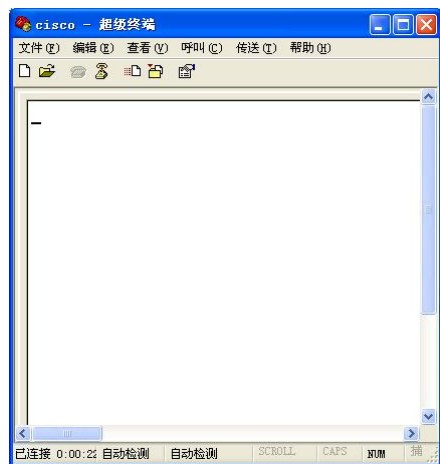 cisco - 超级终端
文件(F) 编辑(E) 查看(V) 呼叫(C) 传送(T) 帮助(H)
已连接 0:00:22 自动检测 自动检测 SCROLL CAPS NUM 捕